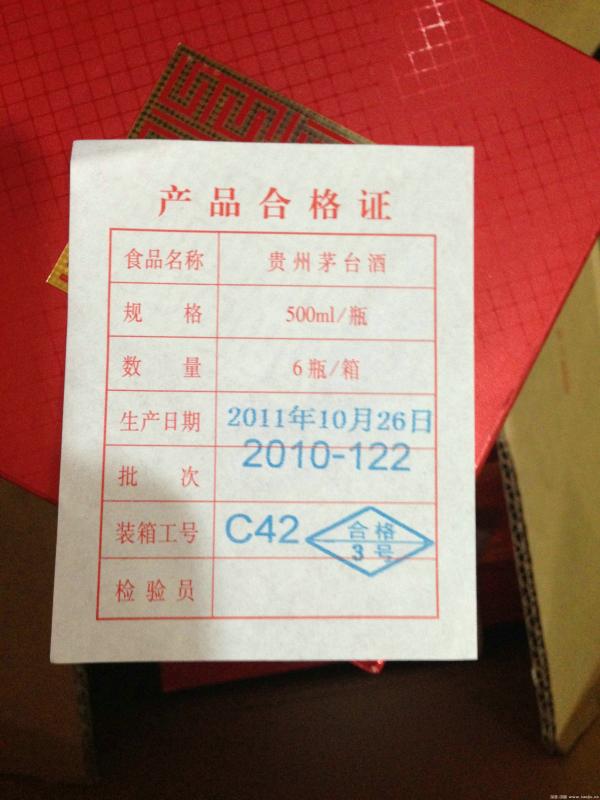 产品合格证
食品名称 贵州茅台酒
规格 500ml/瓶
数量 6瓶/箱
生产日期 2011年10月26日
批次 2010-122
装箱工号 C42
合格
3号
检验员